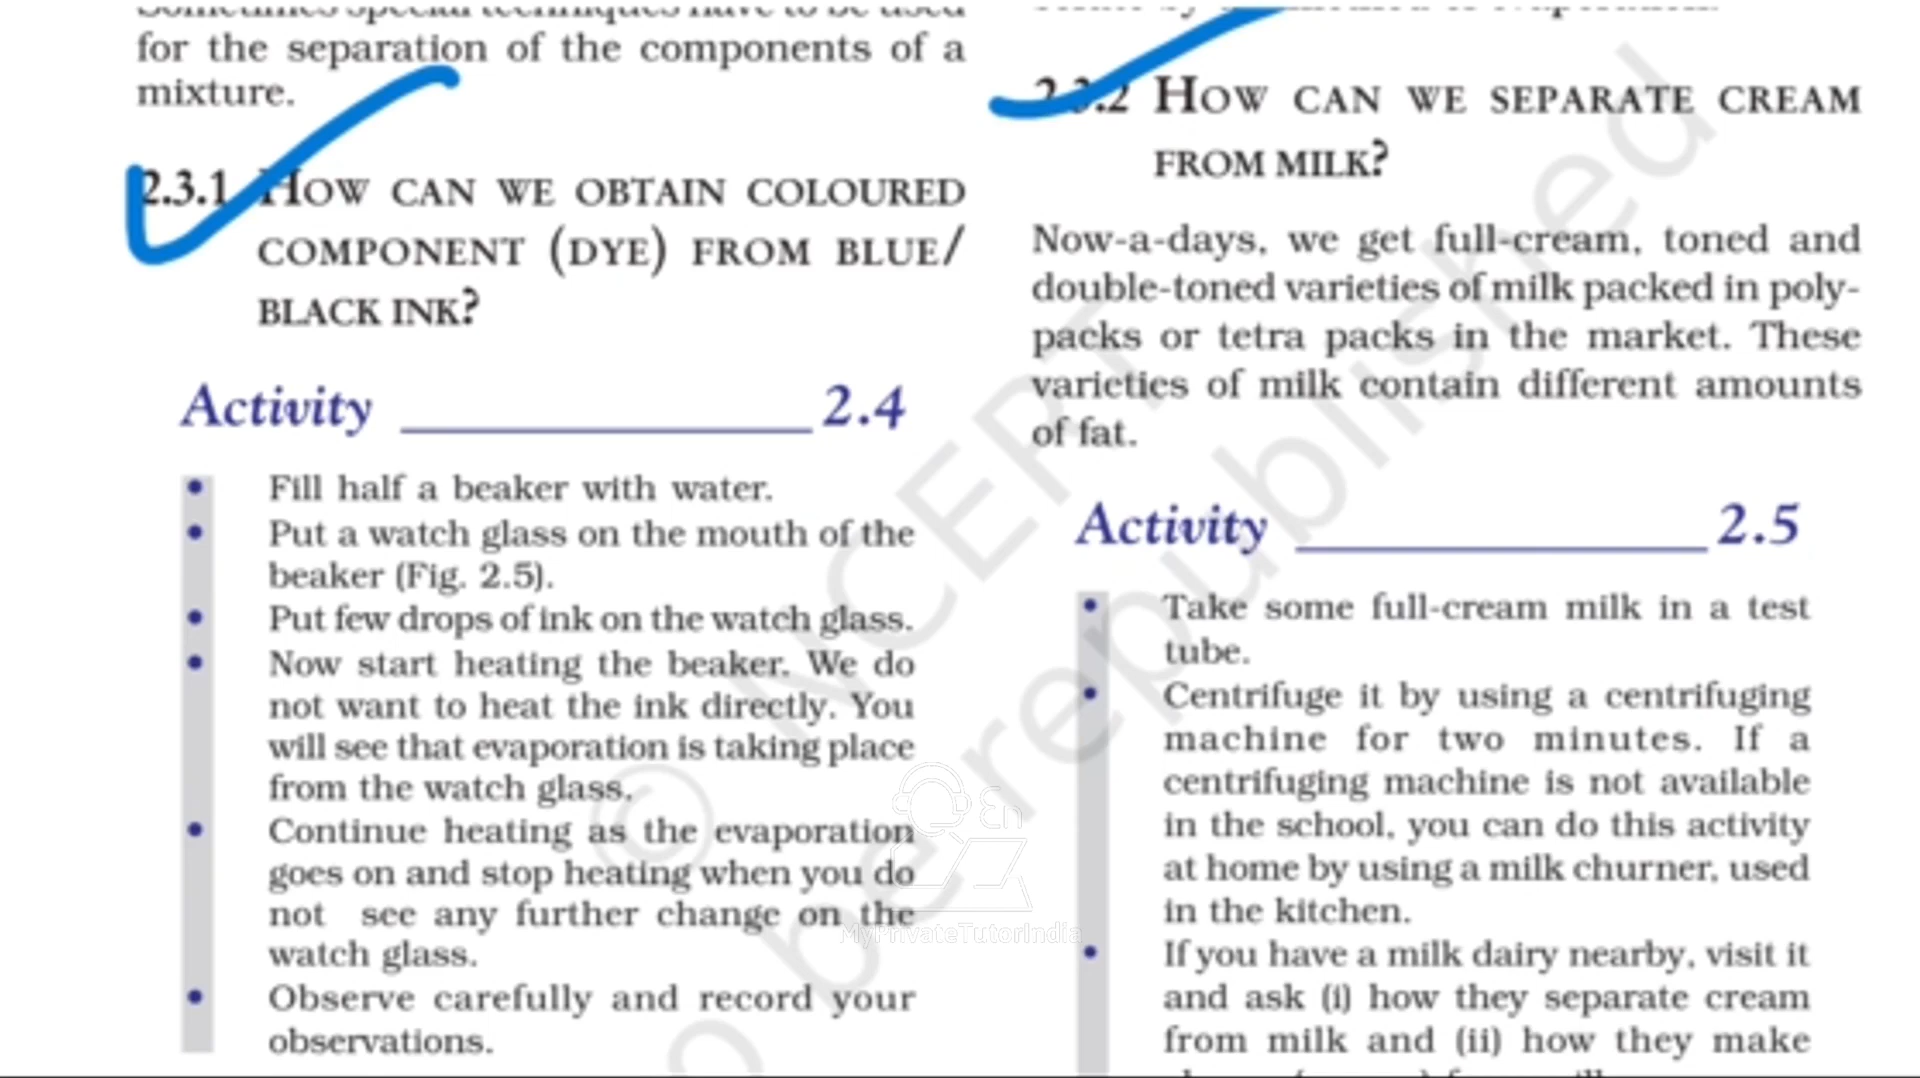 Sometimes special techniques have to be used
for the separation of the components of a
mixture.
2.3.1 HOW CAN WE OBTAIN COLOURED
COMPONENT (DYE) FROM BLUE/
BLACK INK?
Activity 2.4
• Fill half a beaker with water.
• Put a watch glass on the mouth of the
beaker (Fig. 2.5).
• Put few drops of ink on the watch glass.
• Now start heating the beaker. We do
not want to heat the ink directly. You
will see that evaporation is taking place
from the watch glass.
• Continue heating as the evaporation
goes on and stop heating when you do
not see any further change on the
watch glass.
• Observe carefully and record your
observations.
2.3.2 HOW CAN WE SEPARATE CREAM
FROM MILK?
Now-a-days, we get full-cream, toned and
double-toned varieties of milk packed in poly-
packs or tetra packs in the market. These
varieties of milk contain different amounts
of fat.
Activity 2.5
• Take some full-cream milk in a test
tube.
• Centrifuge it by using a centrifuging
machine for two minutes. If a
centrifuging machine is not available
in the school, you can do this activity
at home by using a milk churner, used
in the kitchen.
• If you have a milk dairy nearby, visit it
and ask (i) how they separate cream
from milk and (ii) how they make
© NCERT
be republished
En
MyPrivateTutorIndia